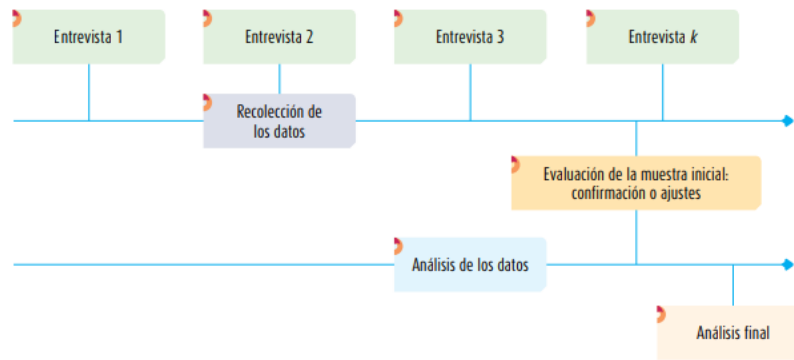 Entrevista 1
Entrevista 2
Entrevista 3
Entrevista k
Recolección de
los datos
Evaluación de la muestra inicial:
confirmación o ajustes
Análisis de los datos
Análisis final